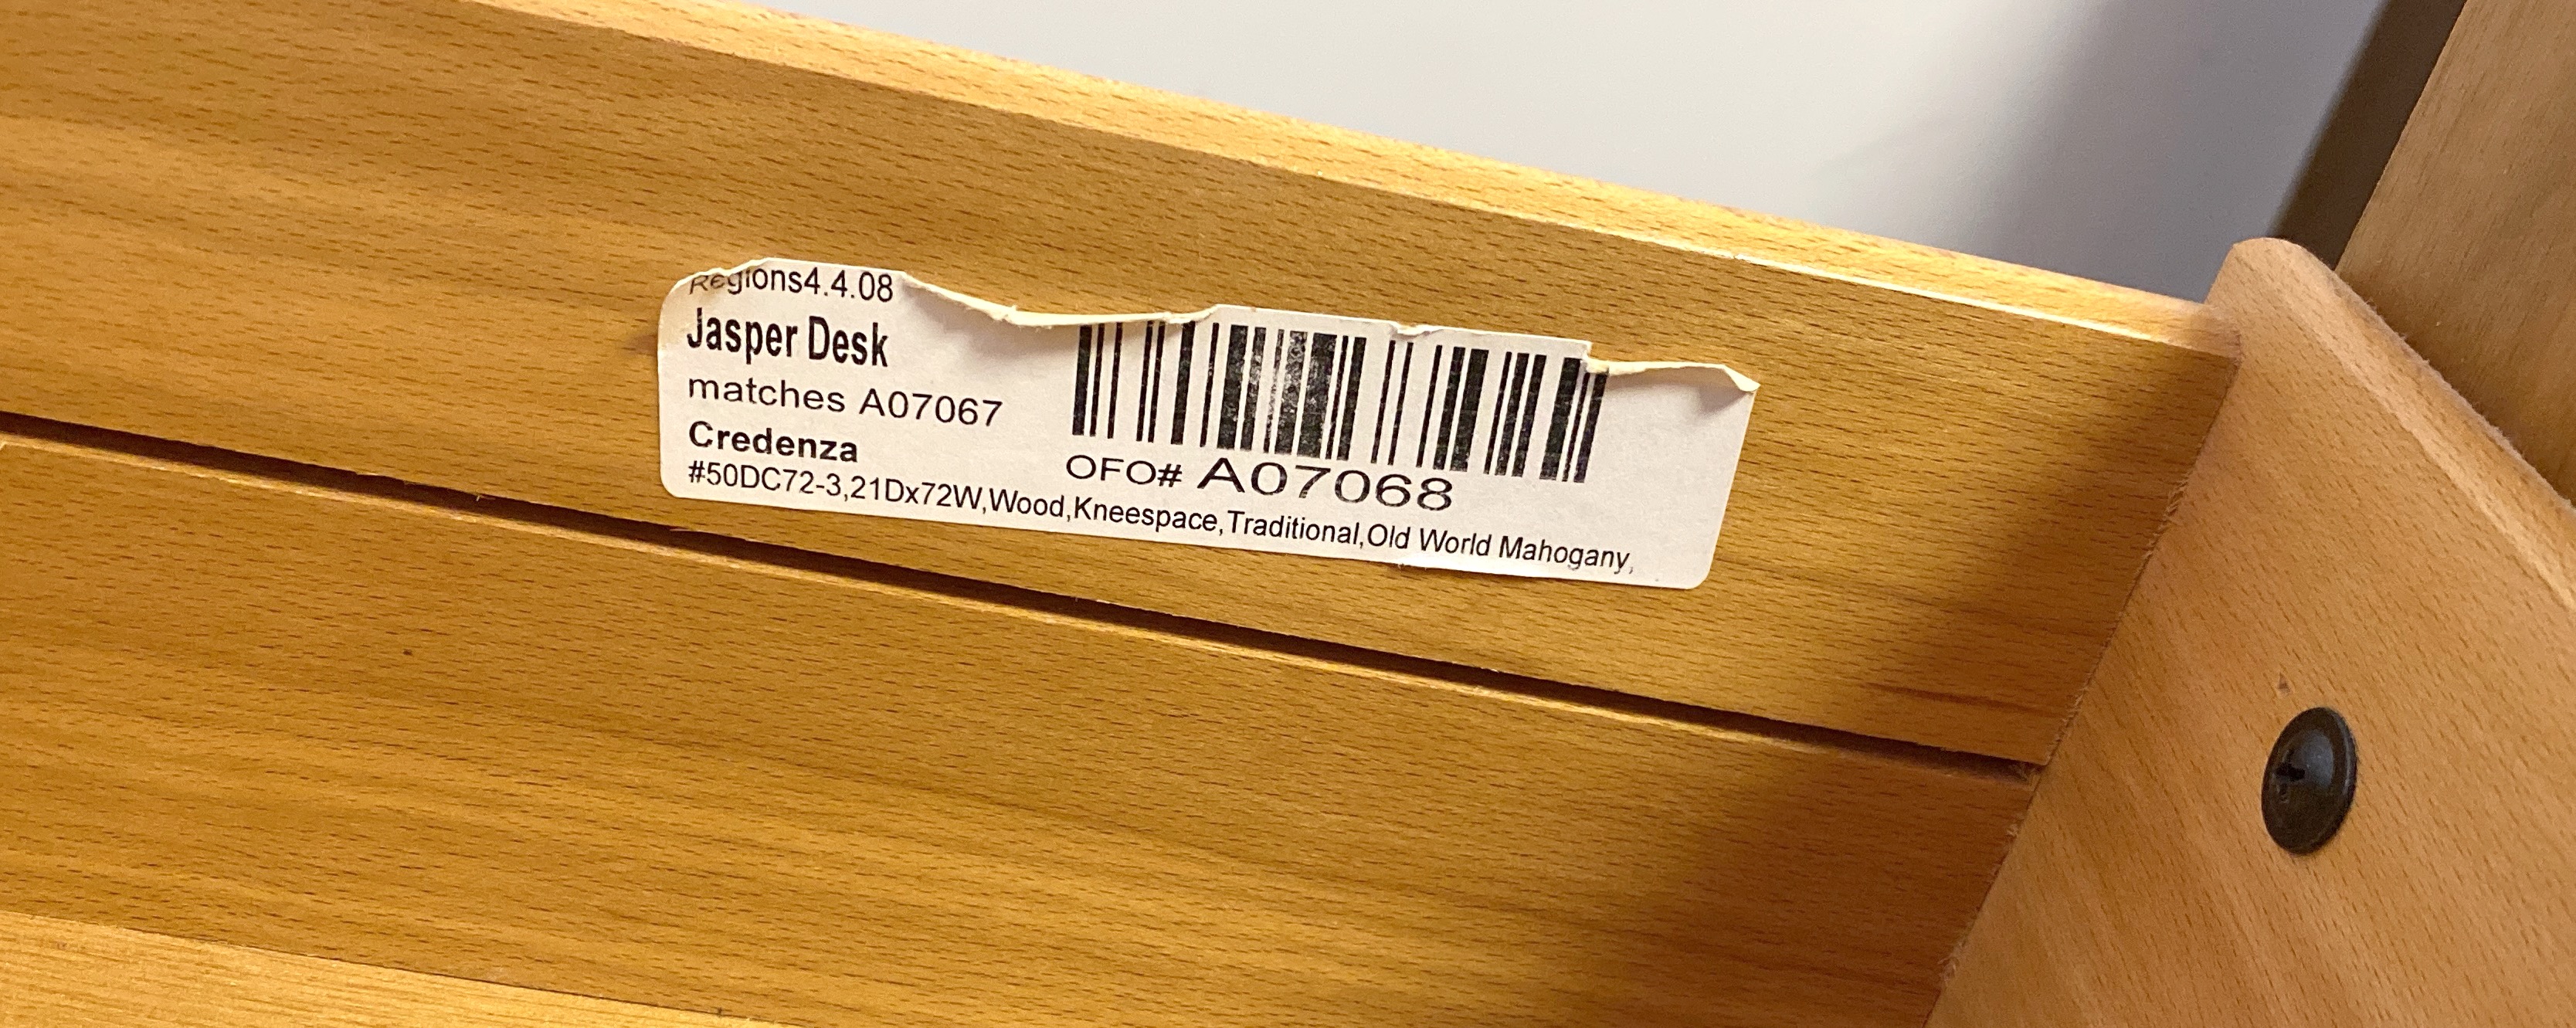 Regions4.4.08
Jasper Desk
matches A07067
Credenza
OFO# A07068
#50DC72-3,21Dx72W,Wood,Kneespace,Traditional,Old World Mahogany,